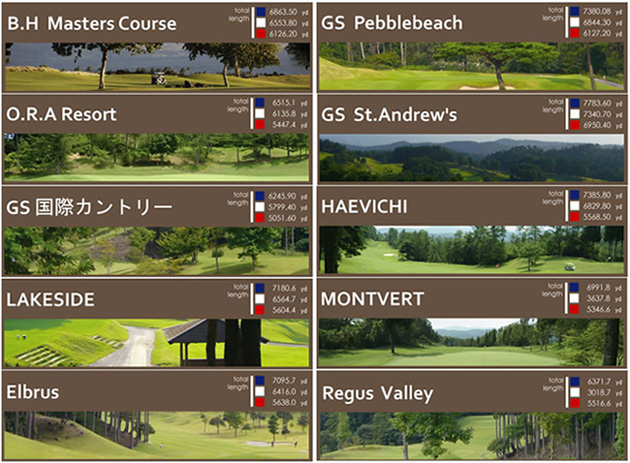 B.H Masters Course
total length
6863.50 yd
6553.80 yd
6126.20 yd
GS Pebblebeach
total length
7380.08 yd
6844.30 yd
6127.20 yd
O.R.A Resort
total length
6515.1 yd
6135.8 yd
5447.4 yd
GS St.Andrew's
total length
7783.60 yd
7340.70 yd
6950.40 yd
GS 国際カントリー
total length
6245.90 yd
5799.40 yd
5051.60 yd
HAEVICHI
total length
7385.80 yd
6829.80 yd
5568.50 yd
LAKESIDE
total length
7180.6 yd
6564.7 yd
5604.4 yd
MONTVERT
total length
6991.8 yd
3637.8 yd
5346.6 yd
Elbrus
total length
7095.7 yd
6416.0 yd
5638.0 yd
Regus Valley
total length
6371.7 yd
3018.7 yd
5516.6 yd